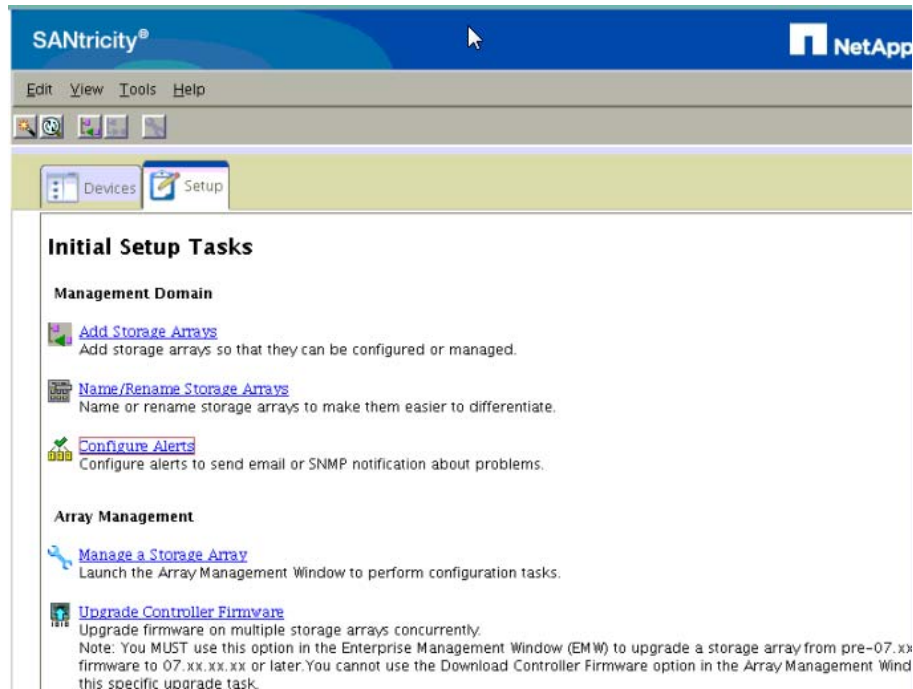 SANtricity®
NetApp
Edit View Tools Help
Devices Setup
Initial Setup Tasks
Management Domain
Add Storage Arrays
Add storage arrays so that they can be configured or managed.
Name/Rename Storage Arrays
Name or rename storage arrays to make them easier to differentiate.
Configure Alerts
Configure alerts to send email or SNMP notification about problems.
Array Management
Manage a Storage Array
Launch the Array Management Window to perform configuration tasks.
Upgrade Controller Firmware
Upgrade firmware on multiple storage arrays concurrently.
Note: You MUST use this option in the Enterprise Management Window (EMW) to upgrade a storage array from pre-07.xx
firmware to 07.xx.xx.xx or later.You cannot use the Download Controller Firmware option in the Array Management Wind
this specific upgrade task.